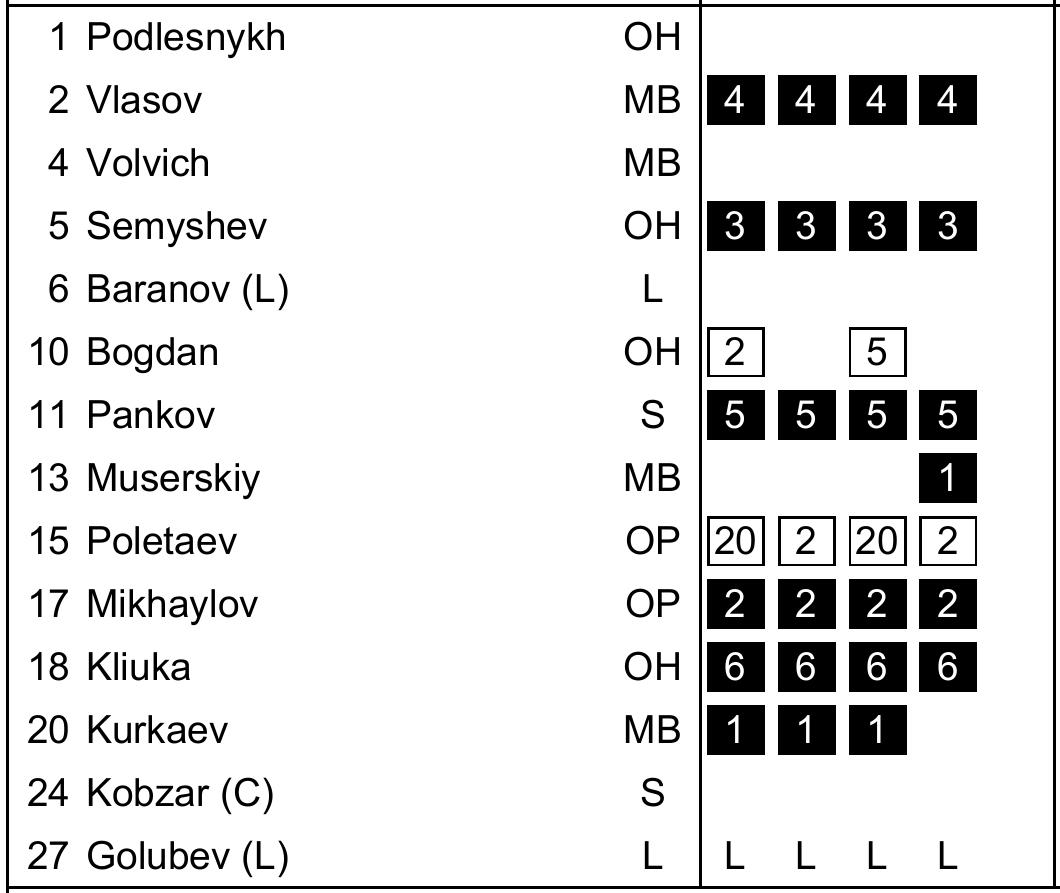 1 Podlesnykh OH
2 Vlasov MB 4 4 4 4
4 Volvich MB
5 Semyshev OH 3 3 3 3
6 Baranov (L) L
10 Bogdan OH 2 5
11 Pankov S 5 5 5 5
13 Muserskiy MB 1
15 Poletaev OP 20 2 20 2
17 Mikhaylov OP 2 2 2 2
18 Kliuka OH 6 6 6 6
20 Kurkaev MB 1 1 1
24 Kobzar (C) S
27 Golubev (L) L L L L L